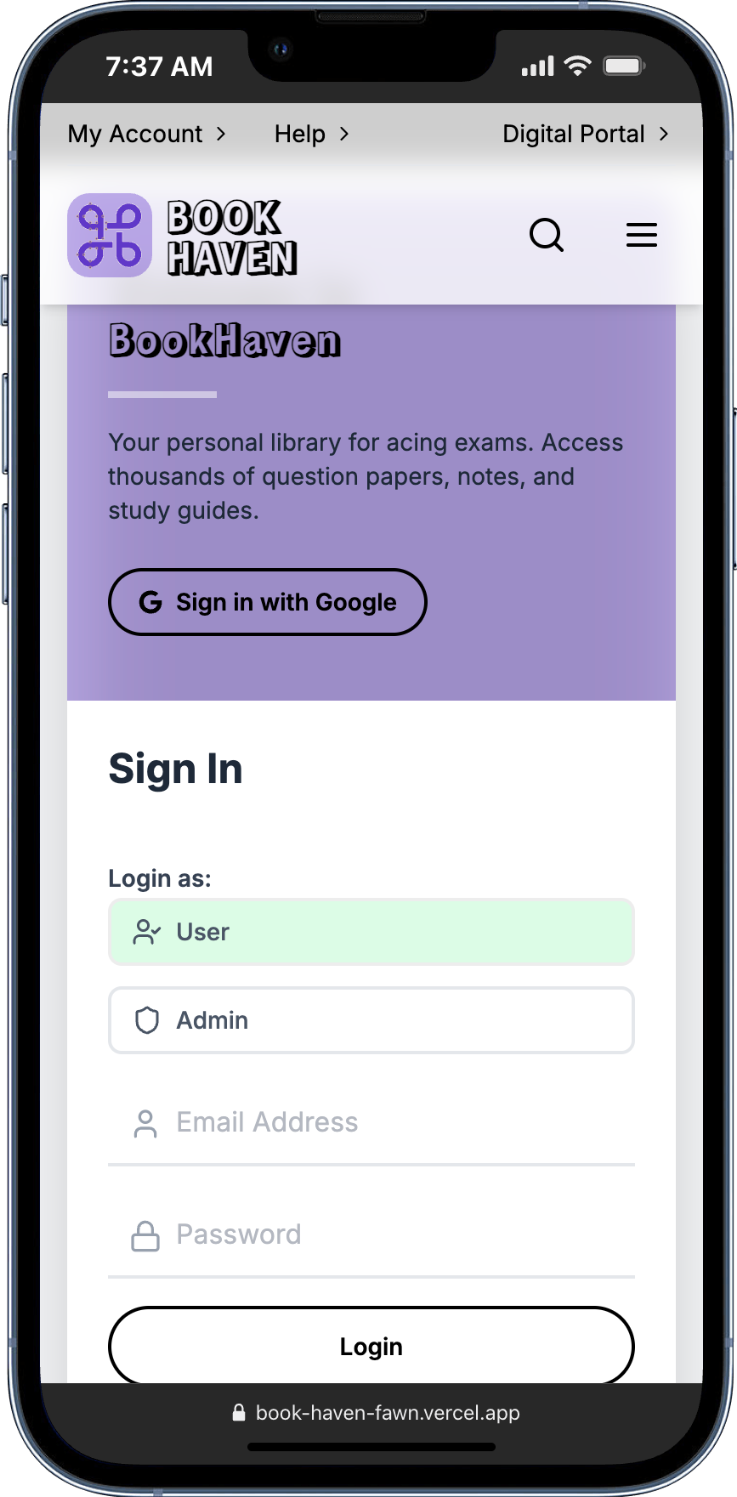 7:37 AM
My Account > Help > Digital Portal >
BOOK
HAVEN
BookHaven
Your personal library for acing exams. Access
thousands of question papers, notes, and
study guides.
G Sign in with Google
Sign In
Login as:
User
Admin
Email Address
Password
Login
book-haven-fawn.vercel.app